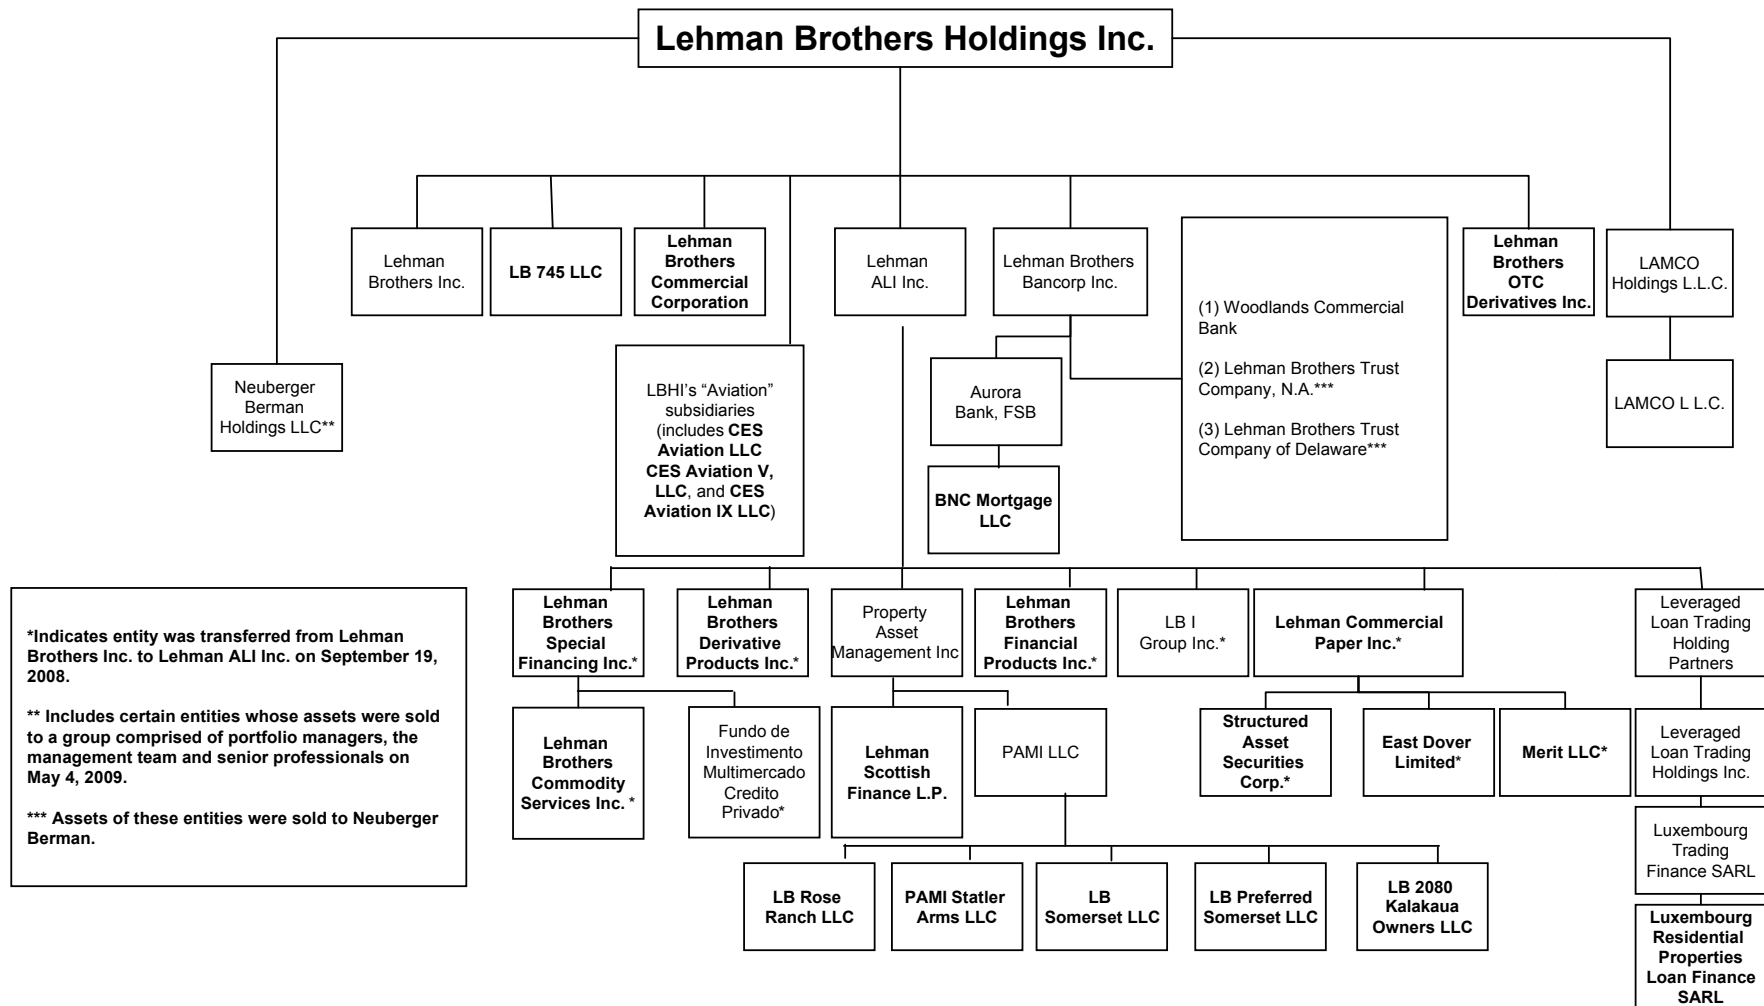 Lehman Brothers Holdings Inc.
Lehman
Brothers Inc.
LB 745 LLC
Lehman
Brothers
Commercial
Corporation
Lehman
ALI Inc.
Lehman Brothers
Bancorp Inc.
(1) Woodlands Commercial
Bank
(2) Lehman Brothers Trust
Company, N.A.***
(3) Lehman Brothers Trust
Company of Delaware***
Lehman
Brothers
OTC
Derivatives Inc.
LAMCO
Holdings L.L.C.
Neuberger
Berman
Holdings LLC**
LBHI’s “Aviation”
subsidiaries
(includes CES
Aviation LLC
CES Aviation V,
LLC, and CES
Aviation IX LLC)
Aurora
Bank, FSB
LAMCO L L.C.
BNC Mortgage
LLC
*Indicates entity was transferred from Lehman
Brothers Inc. to Lehman ALI Inc. on September 19,
2008.
** Includes certain entities whose assets were sold
to a group comprised of portfolio managers, the
management team and senior professionals on
May 4, 2009.
*** Assets of these entities were sold to Neuberger
Berman.
Lehman
Brothers
Special
Financing Inc.*
Lehman
Brothers
Derivative
Products Inc.*
Property
Asset
Management Inc
Lehman
Brothers
Financial
Products Inc.*
LB I
Group Inc.*
Lehman Commercial
Paper Inc.*
Leveraged
Loan Trading
Holding
Partners
Lehman
Brothers
Commodity
Services Inc. *
Fundo de
Investimento
Multimercado
Credito
Privado*
Lehman
Scottish
Finance L.P.
PAMI LLC
Structured
Asset
Securities
Corp.*
East Dover
Limited*
Merit LLC*
Leveraged
Loan Trading
Holdings Inc.
Luxembourg
Trading
Finance SARL
LB Rose
Ranch LLC
PAMI Statler
Arms LLC
LB
Somerset LLC
LB Preferred
Somerset LLC
LB 2080
Kalakaua
Owners LLC
Luxembourg
Residential
Properties
Loan Finance
SARL